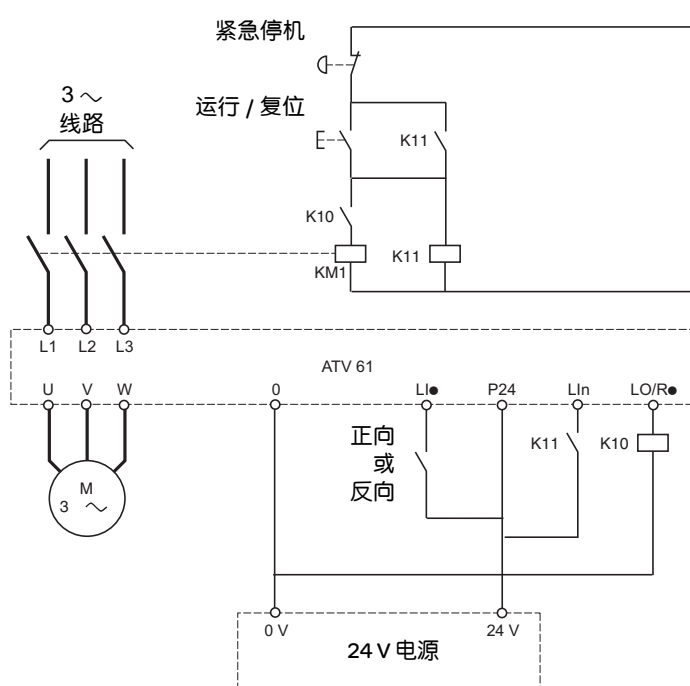 紧急停机
3 ～
线路
运行 / 复位
K11
K10
KM1
K11
L1 L2 L3
ATV 61
U V W 0 LI● P24 LIn LO/R●
正向
或
反向
K11
K10
M
3 ～
0 V
24 V
24 V 电源